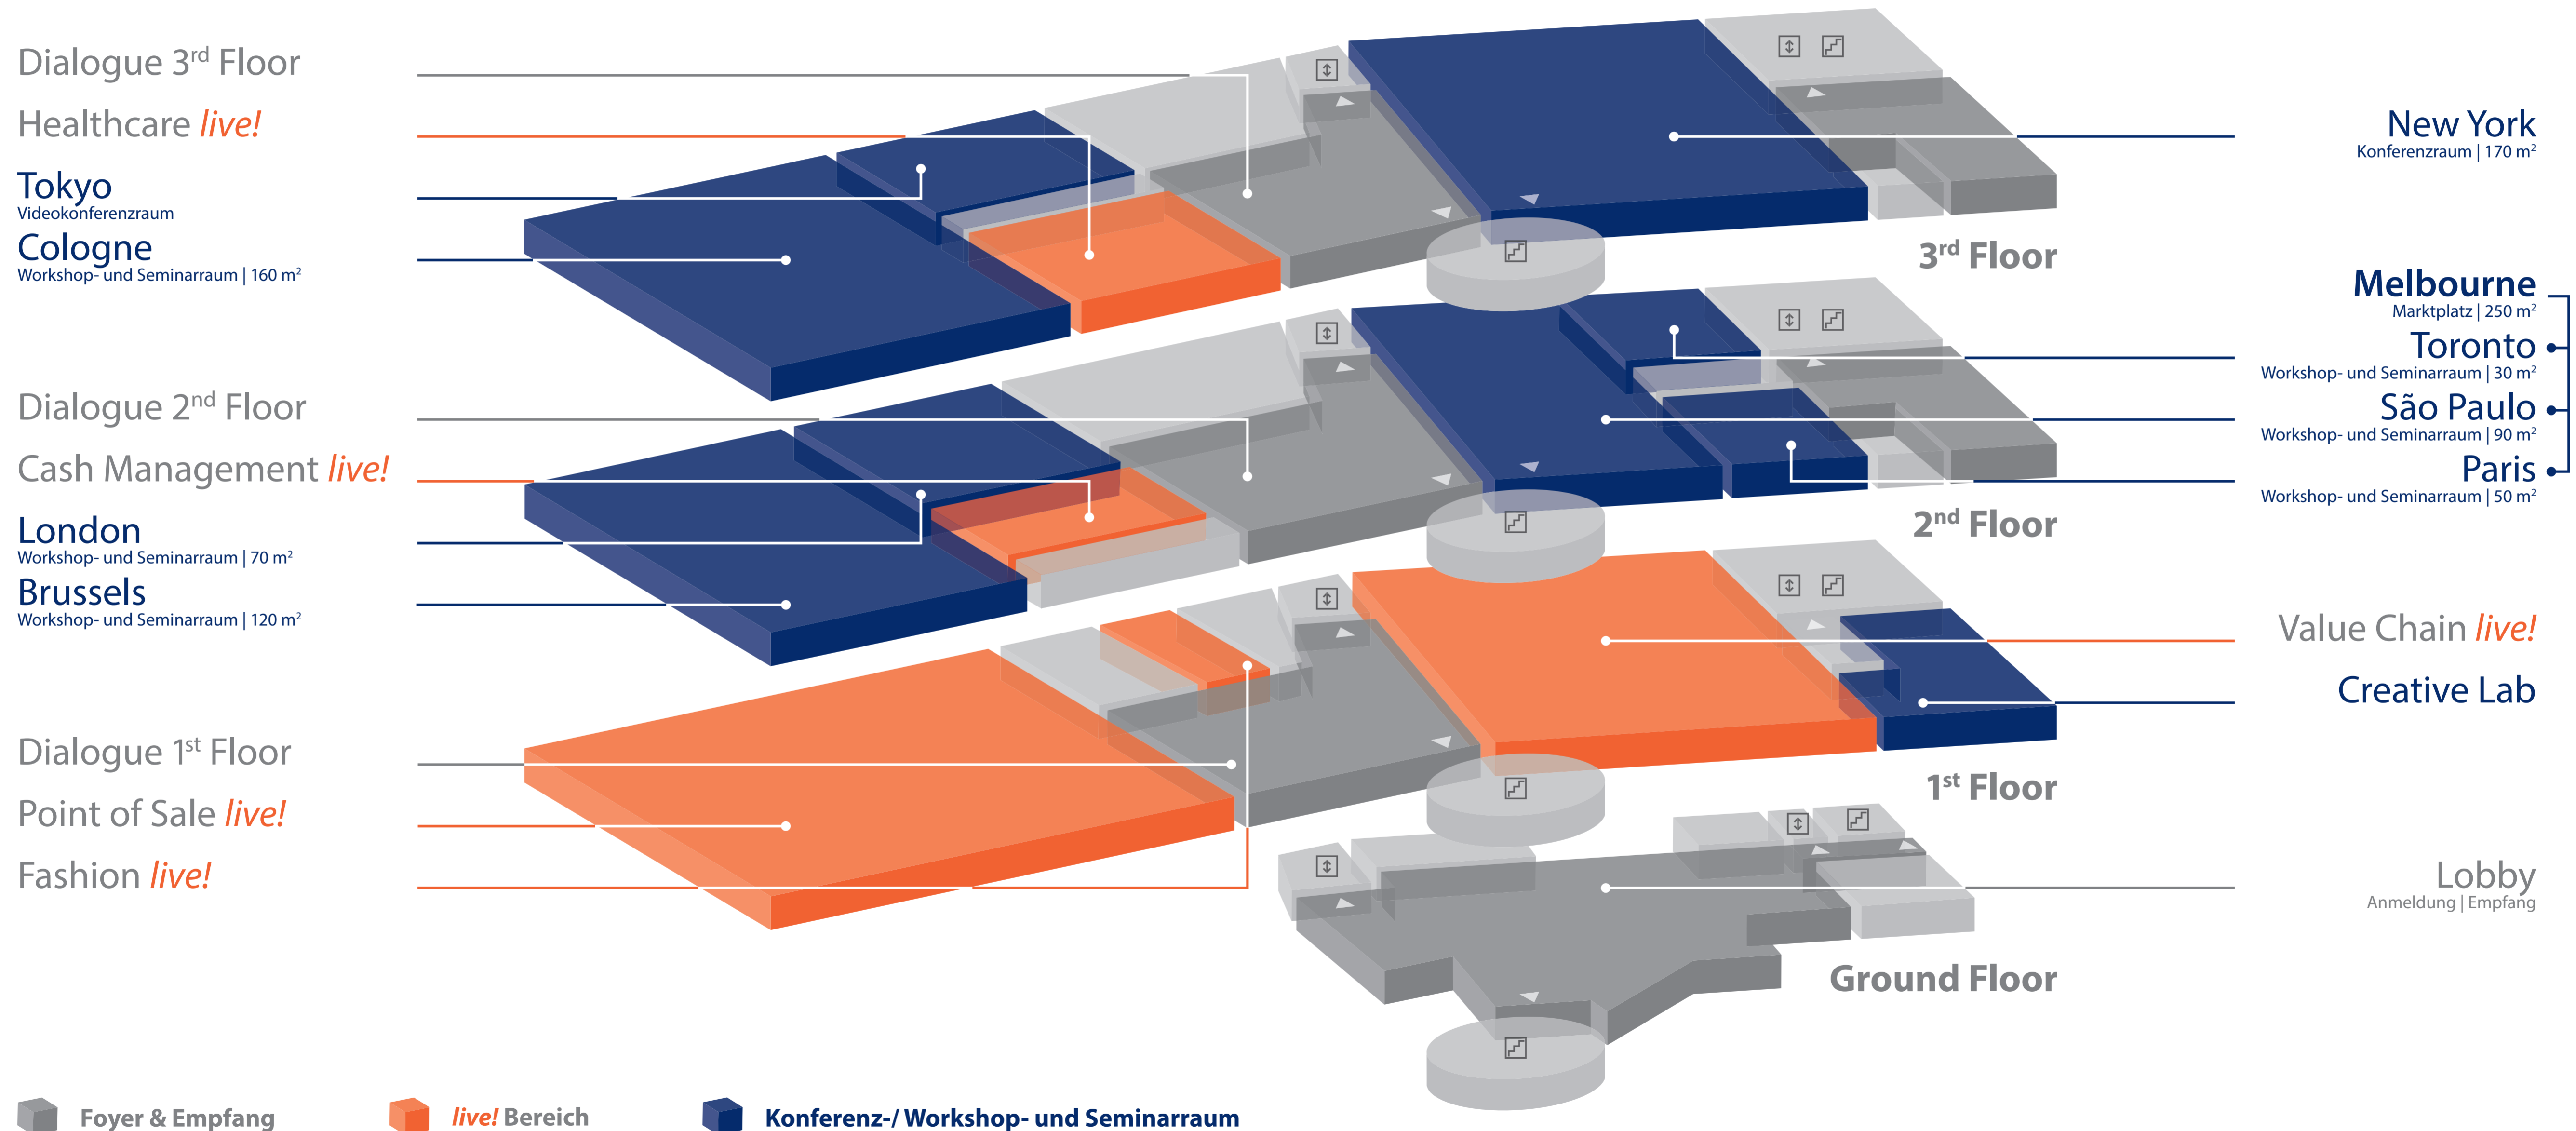 Dialogue 3rd Floor
Healthcare live!
Tokyo
Videokonferenzraum
Cologne
Workshop- und Seminarraum | 160 m²
New York
Konferenzraum | 170 m²
3rd Floor
Dialogue 2nd Floor
Cash Management live!
London
Workshop- und Seminarraum | 70 m²
Brussels
Workshop- und Seminarraum | 120 m²
Melbourne
Marktplatz | 250 m²
Toronto
Workshop- und Seminarraum | 30 m²
São Paulo
Workshop- und Seminarraum | 90 m²
Paris
Workshop- und Seminarraum | 50 m²
2nd Floor
Dialogue 1st Floor
Point of Sale live!
Fashion live!
Value Chain live!
Creative Lab
1st Floor
Lobby
Anmeldung | Empfang
Ground Floor
Foyer & Empfang
live! Bereich
Konferenz-/ Workshop- und Seminarraum